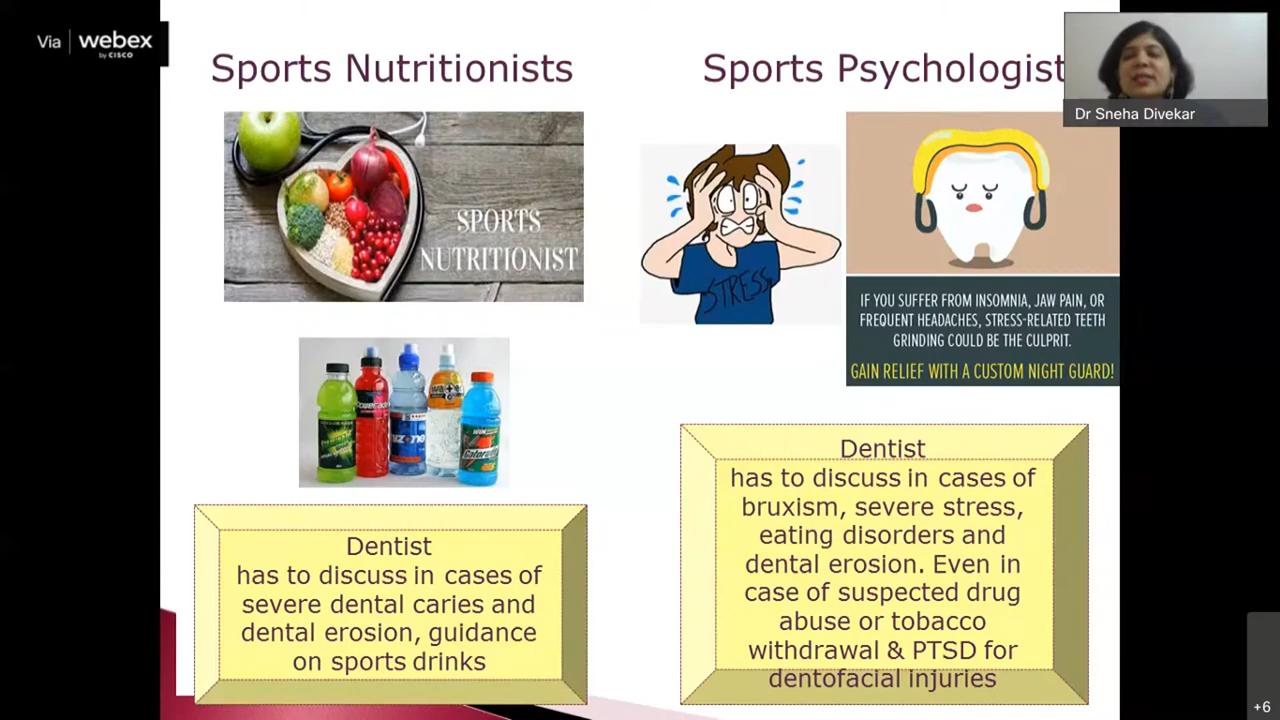 Via webex
by CISCO
Sports Nutritionists
Sports Psychologist
Dr Sneha Divekar
SPORTS
NUTRITIONIST
STRESS
IF YOU SUFFER FROM INSOMNIA, JAW PAIN, OR
FREQUENT HEADACHES, STRESS-RELATED TEETH
GRINDING COULD BE THE CULPRIT.
GAIN RELIEF WITH A CUSTOM NIGHT GUARD!
POWERADE
Gatorade
Dentist
has to discuss in cases of
severe dental caries and
dental erosion, guidance
on sports drinks
Dentist
has to discuss in cases of
bruxism, severe stress,
eating disorders and
dental erosion. Even in
case of suspected drug
abuse or tobacco
withdrawal & PTSD for
dentofacial injuries
+6